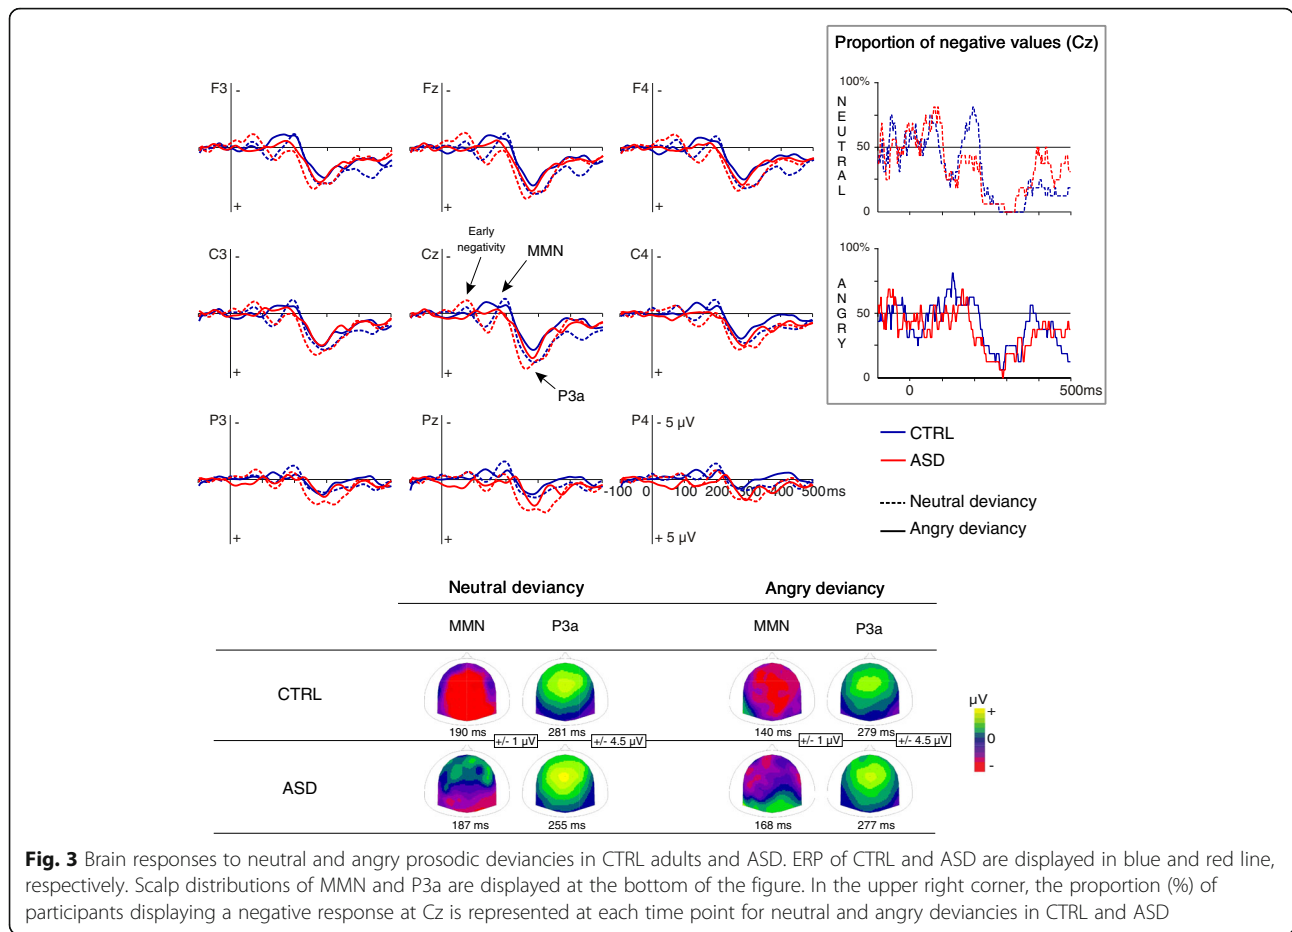 Proportion of negative values (Cz)
F3
-
+
Fz
-
+
F4
-
+
100%
50
0
NEUTRAL
C3
-
+
Early
negativity
Cz
-
+
MMN
P3a
C4
-
+
100%
50
0
ANGRY
0
500ms
P3
-
+
Pz
-
+
P4
- 5 µV
-100 0 100 200 300 400 500ms
+ 5 µV
CTRL
ASD
Neutral deviancy
Angry deviancy
Neutral deviancy
Angry deviancy
MMN
P3a
MMN
P3a
CTRL
190 ms
281 ms
140 ms
279 ms
+/- 1 µV
+/- 4.5 µV
+/- 1 µV
+/- 4.5 µV
ASD
187 ms
255 ms
168 ms
277 ms
µV
+
0
-
Fig. 3 Brain responses to neutral and angry prosodic deviancies in CTRL adults and ASD. ERP of CTRL and ASD are displayed in blue and red line,
respectively. Scalp distributions of MMN and P3a are displayed at the bottom of the figure. In the upper right corner, the proportion (%) of
participants displaying a negative response at Cz is represented at each time point for neutral and angry deviancies in CTRL and ASD